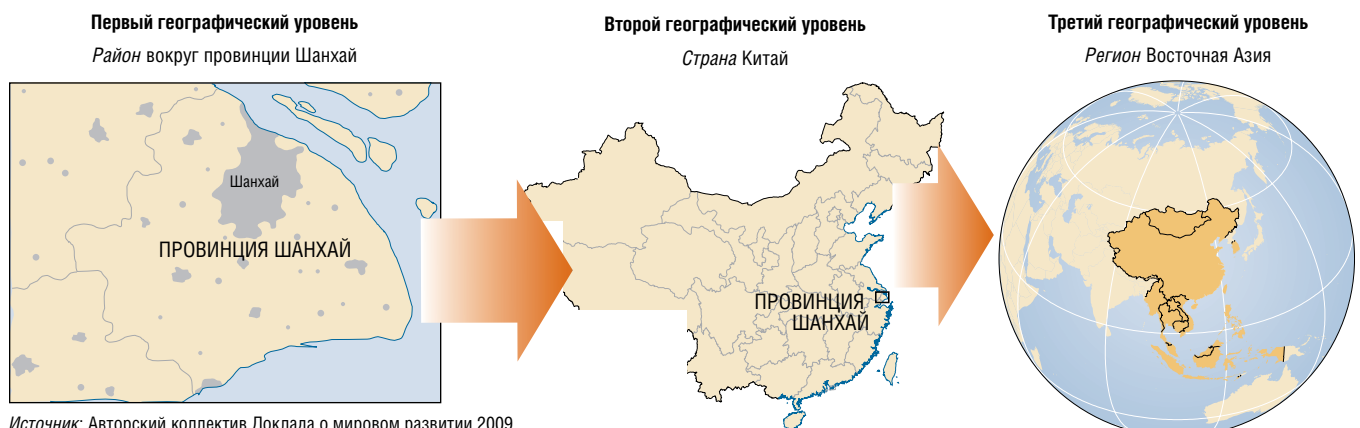 Первый географический уровень
Район вокруг провинции Шанхай
Второй географический уровень
Страна Китай
Третий географический уровень
Регион Восточная Азия
Шанхай
ПРОВИНЦИЯ ШАНХАЙ
ПРОВИНЦИЯ
ШАНХАЙ
Источник: Авторский коллектив Доклада о мировом развитии 2009